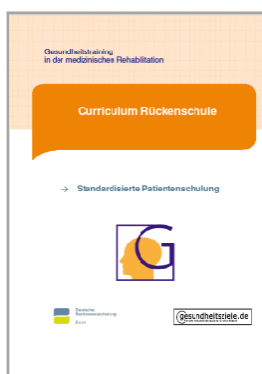 Gesundheitstraining
in der medizinischen Rehabilitation
Curriculum Rückenschule
→ Standardisierte Patientenschulung
G
Deutsche
Rentenversicherung
Bund
gesundheitsziele.de